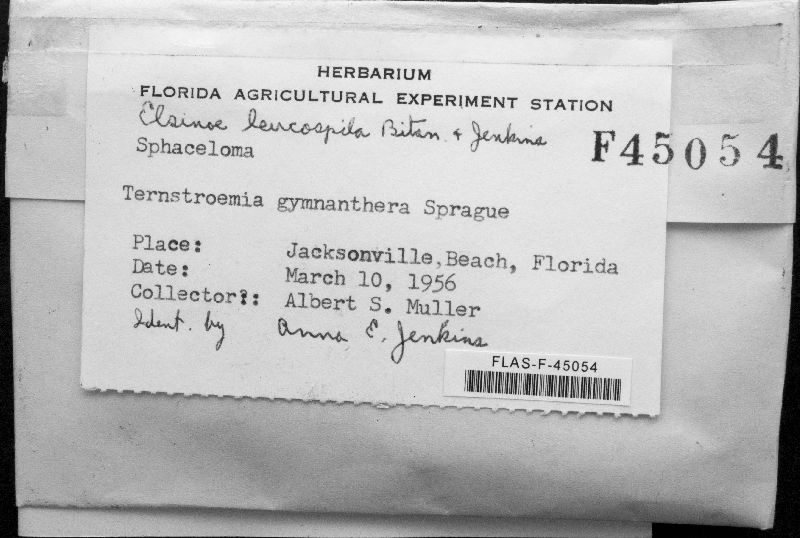 HERBARIUM
FLORIDA AGRICULTURAL EXPERIMENT STATION
Elsinoe leucospila Bitan. & Jenkins
F45054
Sphaceloma
Ternstroemia gymnanthera Sprague
Place: Jacksonville,Beach, Florida
Date: March 10, 1956
Collector?: Albert S. Muller
Ident. by Anna E. Jenkins
FLAS-F-45054